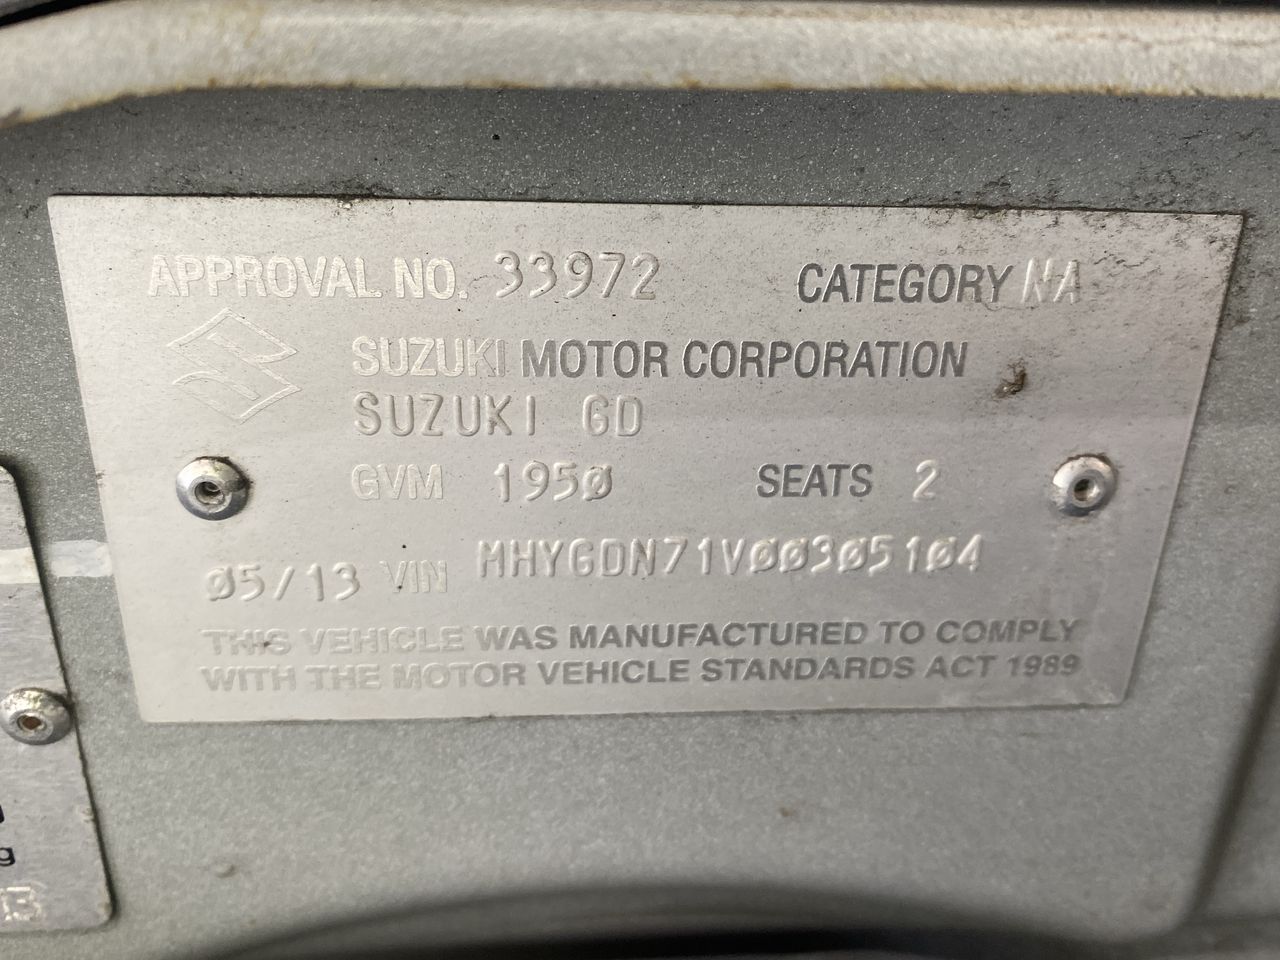 APPROVAL NO. 33972 CATEGORY NA
SUZUKI MOTOR CORPORATION
SUZUKI GD
GVM 1950 SEATS 2
05/13 VIN MHYGDN71V00305104
THIS VEHICLE WAS MANUFACTURED TO COMPLY
WITH THE MOTOR VEHICLE STANDARDS ACT 1989
g
13